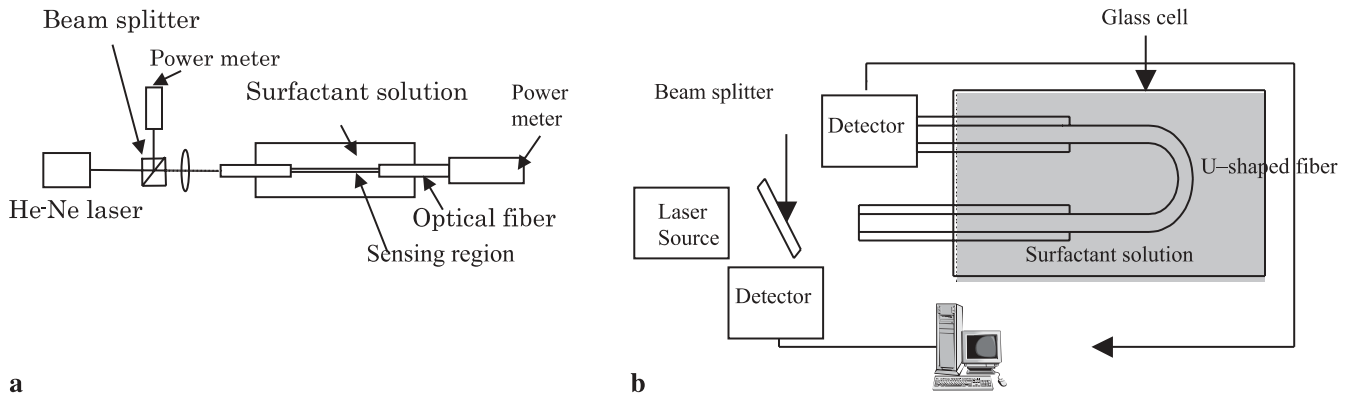 Beam splitter
Power meter
Surfactant solution
Power
meter
He-Ne laser
Optical fiber
Sensing region
a
Glass cell
Beam splitter
Detector
U–shaped fiber
Laser
Source
Surfactant solution
Detector
b